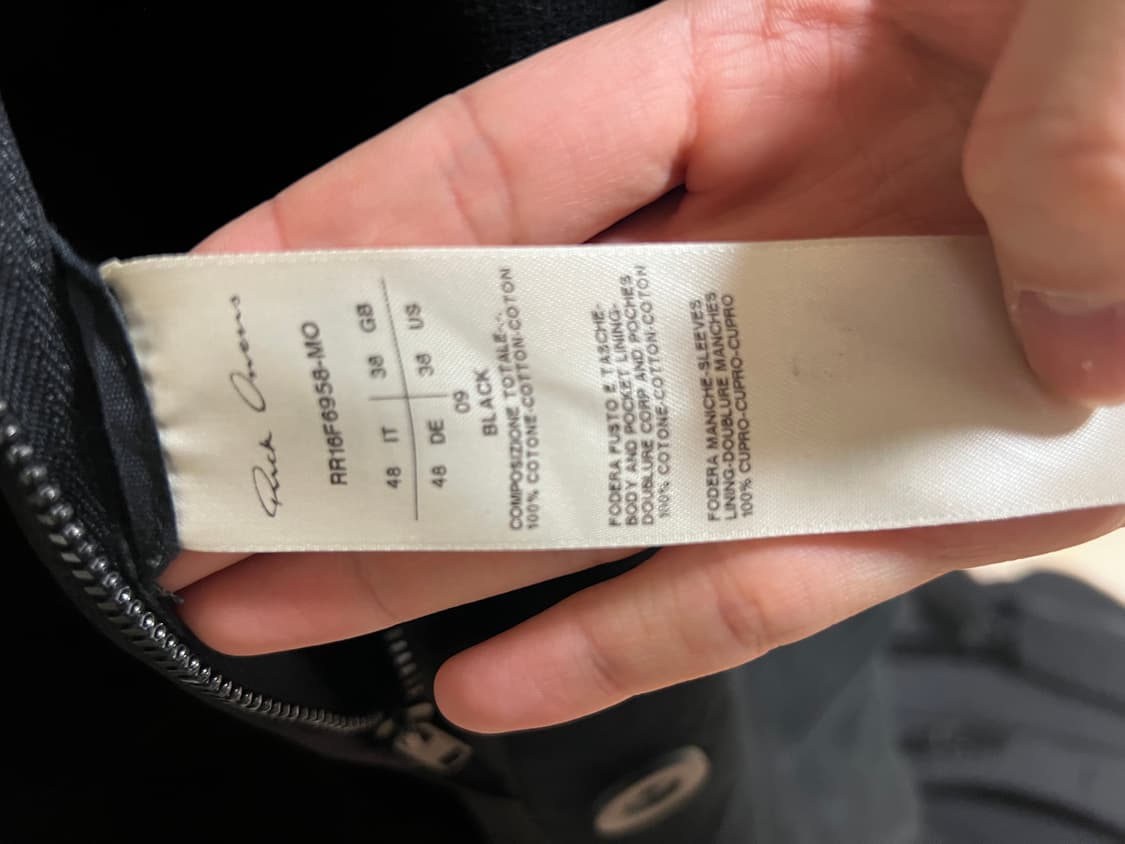 Rick Owens
RR16F6958-MO
48 IT 38 GB
48 DE 38 US
09
BLACK
COMPOSIZIONE TOTALE-
100% COTONE-COTTON-COTON
FODERA FUSTO E TASCHE-
BODY AND POCKET LINING-
DOUBLURE CORP AND POCHES
100% COTONE-COTTON-COTON
FODERA MANICHE-SLEEVES
LINING-DOUBLURE MANCHES
100% CUPRO-CUPRO-CUPRO